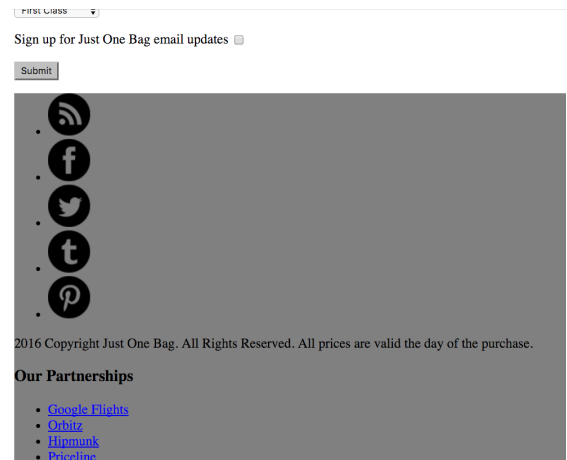 First Class
Sign up for Just One Bag email updates
Submit
2016 Copyright Just One Bag. All Rights Reserved. All prices are valid the day of the purchase.
Our Partnerships
Google Flights
Orbitz
Hipmunk
Priceline